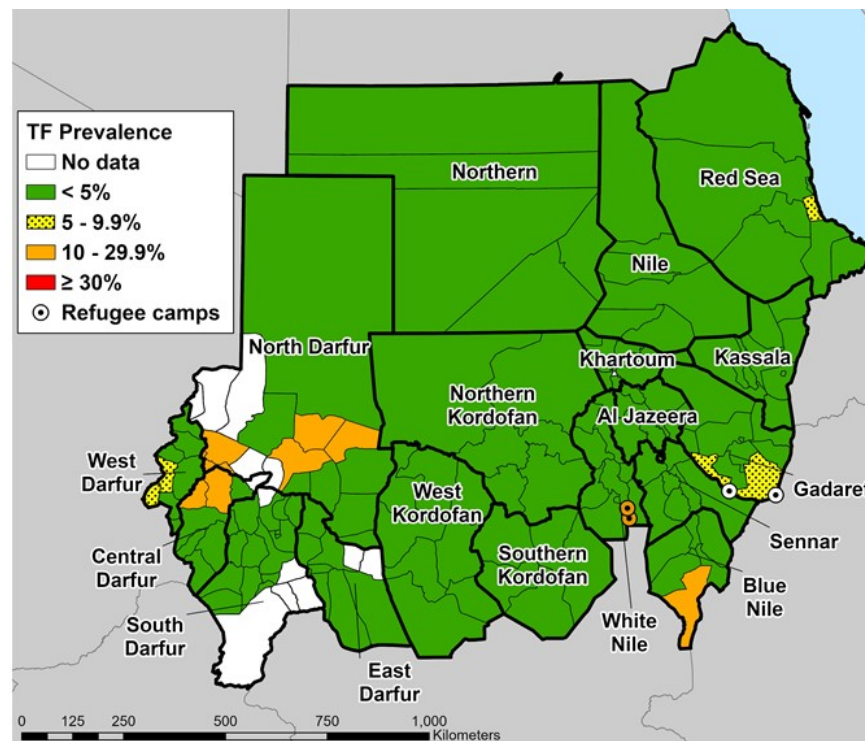 TF Prevalence
No data
< 5%
5 - 9.9%
10 - 29.9%
≥ 30%
Refugee camps
Northern
Red Sea
Nile
North Darfur
Khartoum
Kassala
Northern
Kordofan
Al Jazeera
West
Darfur
West
Kordofan
Gadaret
Central
Darfur
Southern
Kordofan
Sennar
South
Darfur
White
Nile
Blue
Nile
East
Darfur
0 125 250 500 750 1,000
Kilometers